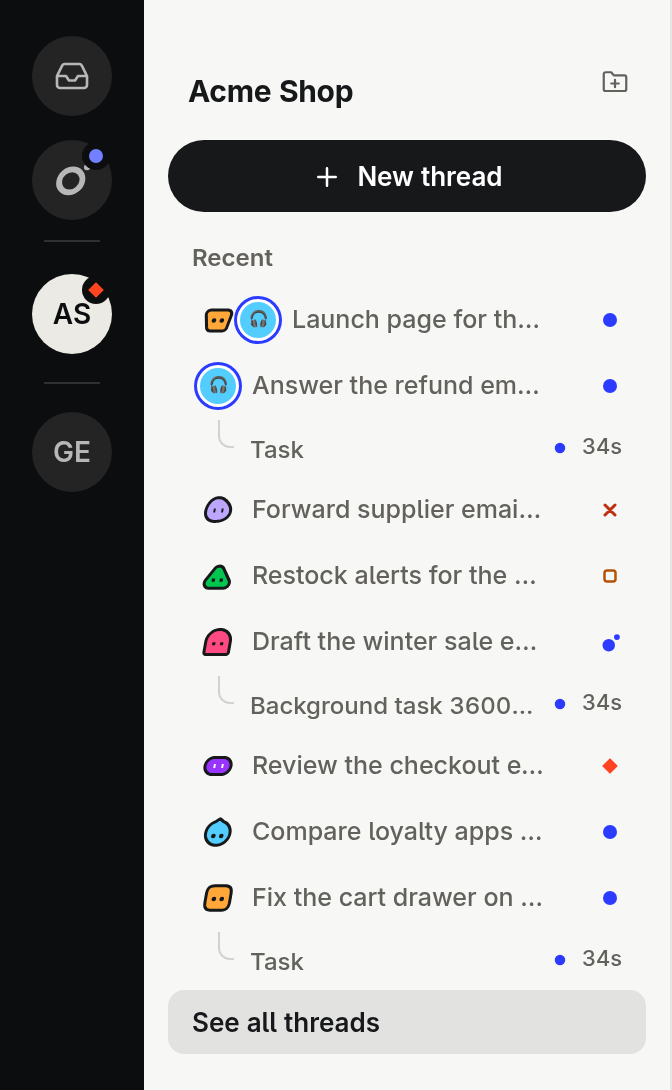 Acme Shop
New thread
Recent
Launch page for th...
Answer the refund em...
Task
34s
AS
GE
Forward supplier emai...
Restock alerts for the ...
Draft the winter sale e...
Background task 3600...
34s
Review the checkout e...
Compare loyalty apps ...
Fix the cart drawer on ...
Task
34s
See all threads